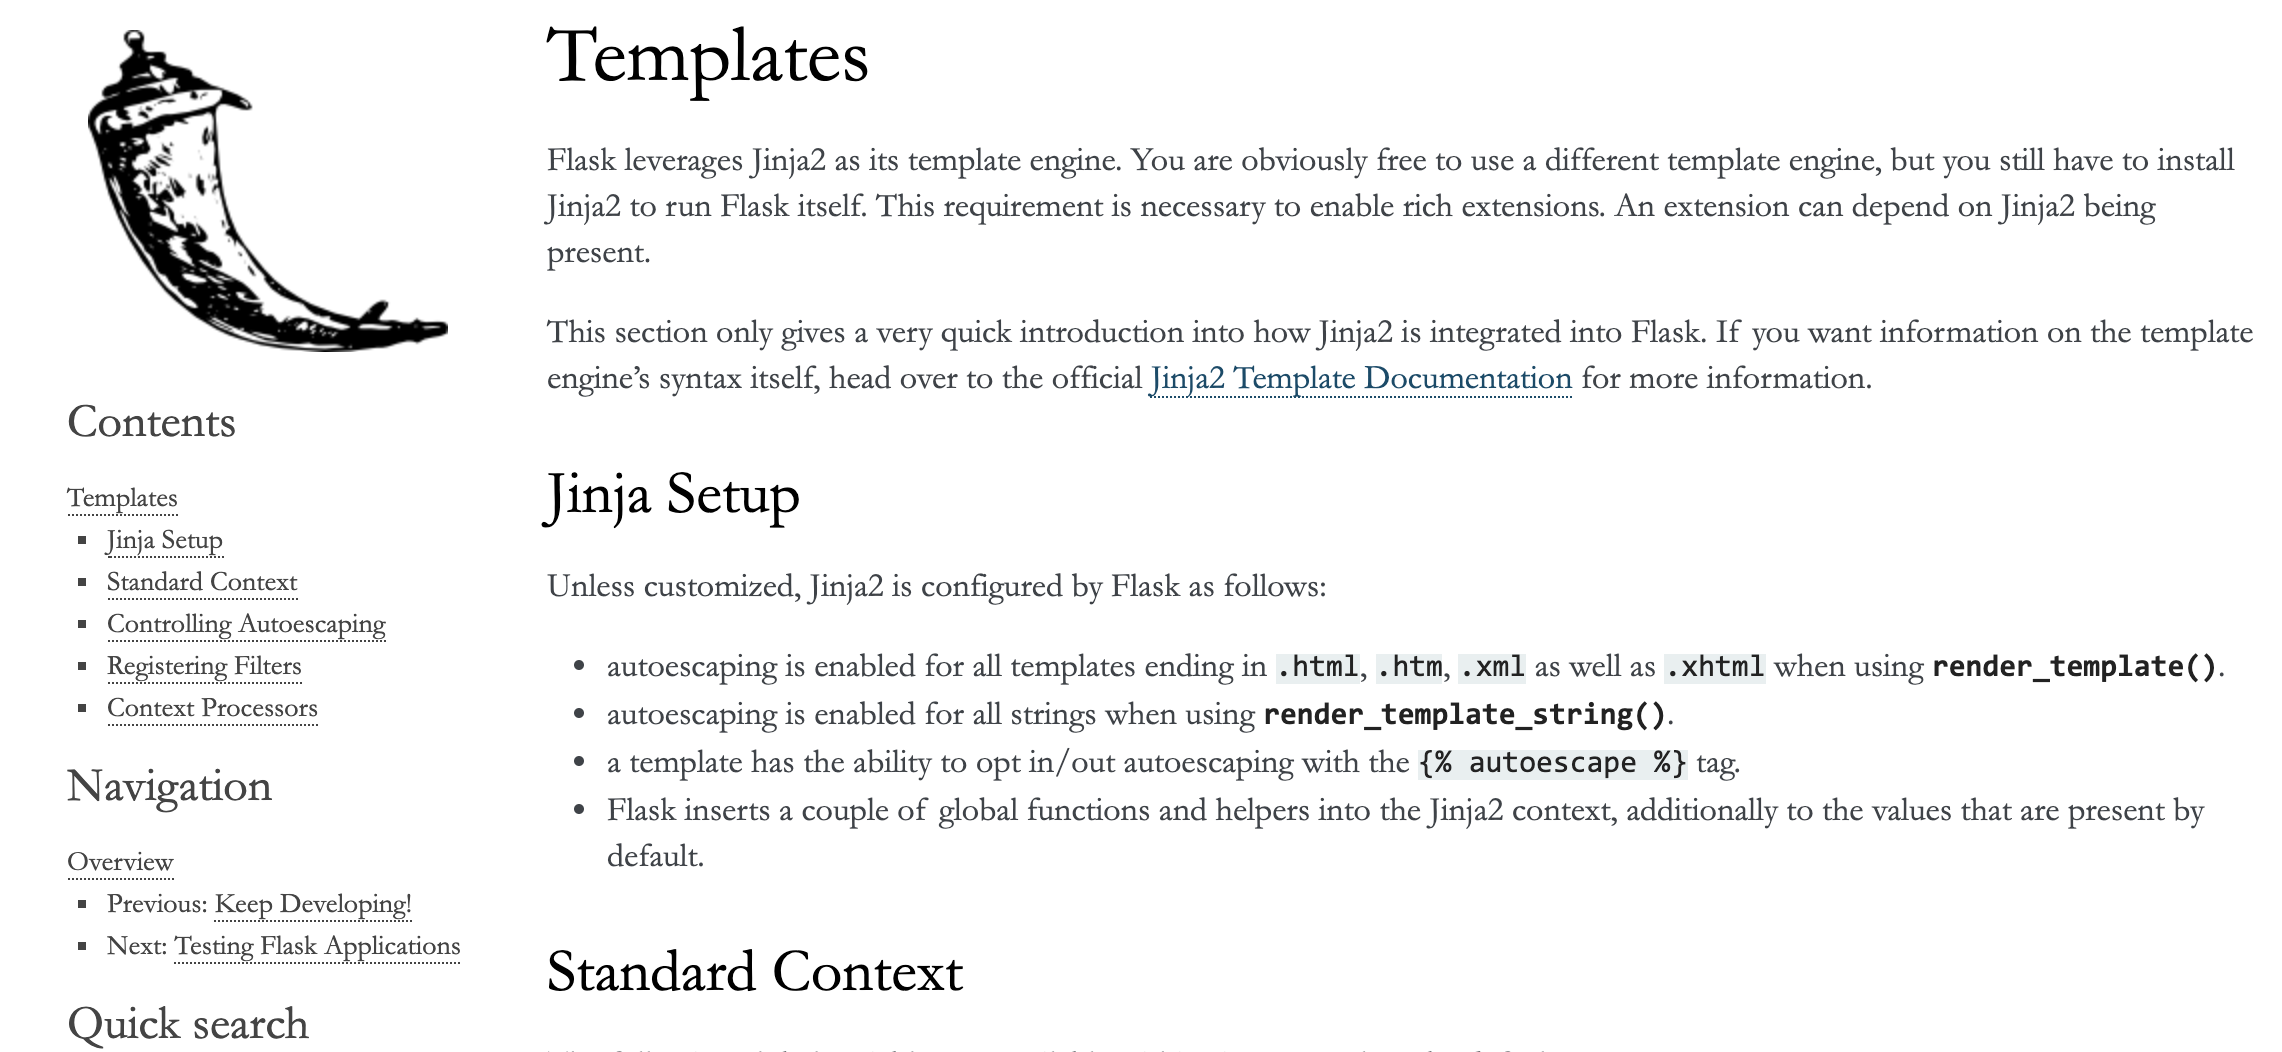 Templates
Flask leverages Jinja2 as its template engine. You are obviously free to use a different template engine, but you still have to install
Jinja2 to run Flask itself. This requirement is necessary to enable rich extensions. An extension can depend on Jinja2 being
present.
This section only gives a very quick introduction into how Jinja2 is integrated into Flask. If you want information on the template
engine’s syntax itself, head over to the official Jinja2 Template Documentation for more information.
Jinja Setup
Unless customized, Jinja2 is configured by Flask as follows:
• autoescaping is enabled for all templates ending in .html, .htm, .xml as well as .xhtml when using render_template().
• autoescaping is enabled for all strings when using render_template_string().
• a template has the ability to opt in/out autoescaping with the {% autoescape %} tag.
• Flask inserts a couple of global functions and helpers into the Jinja2 context, additionally to the values that are present by
default.
Standard Context
Contents
Templates
▪ Jinja Setup
▪ Standard Context
▪ Controlling Autoescaping
▪ Registering Filters
▪ Context Processors
Navigation
Overview
▪ Previous: Keep Developing!
▪ Next: Testing Flask Applications
Quick search